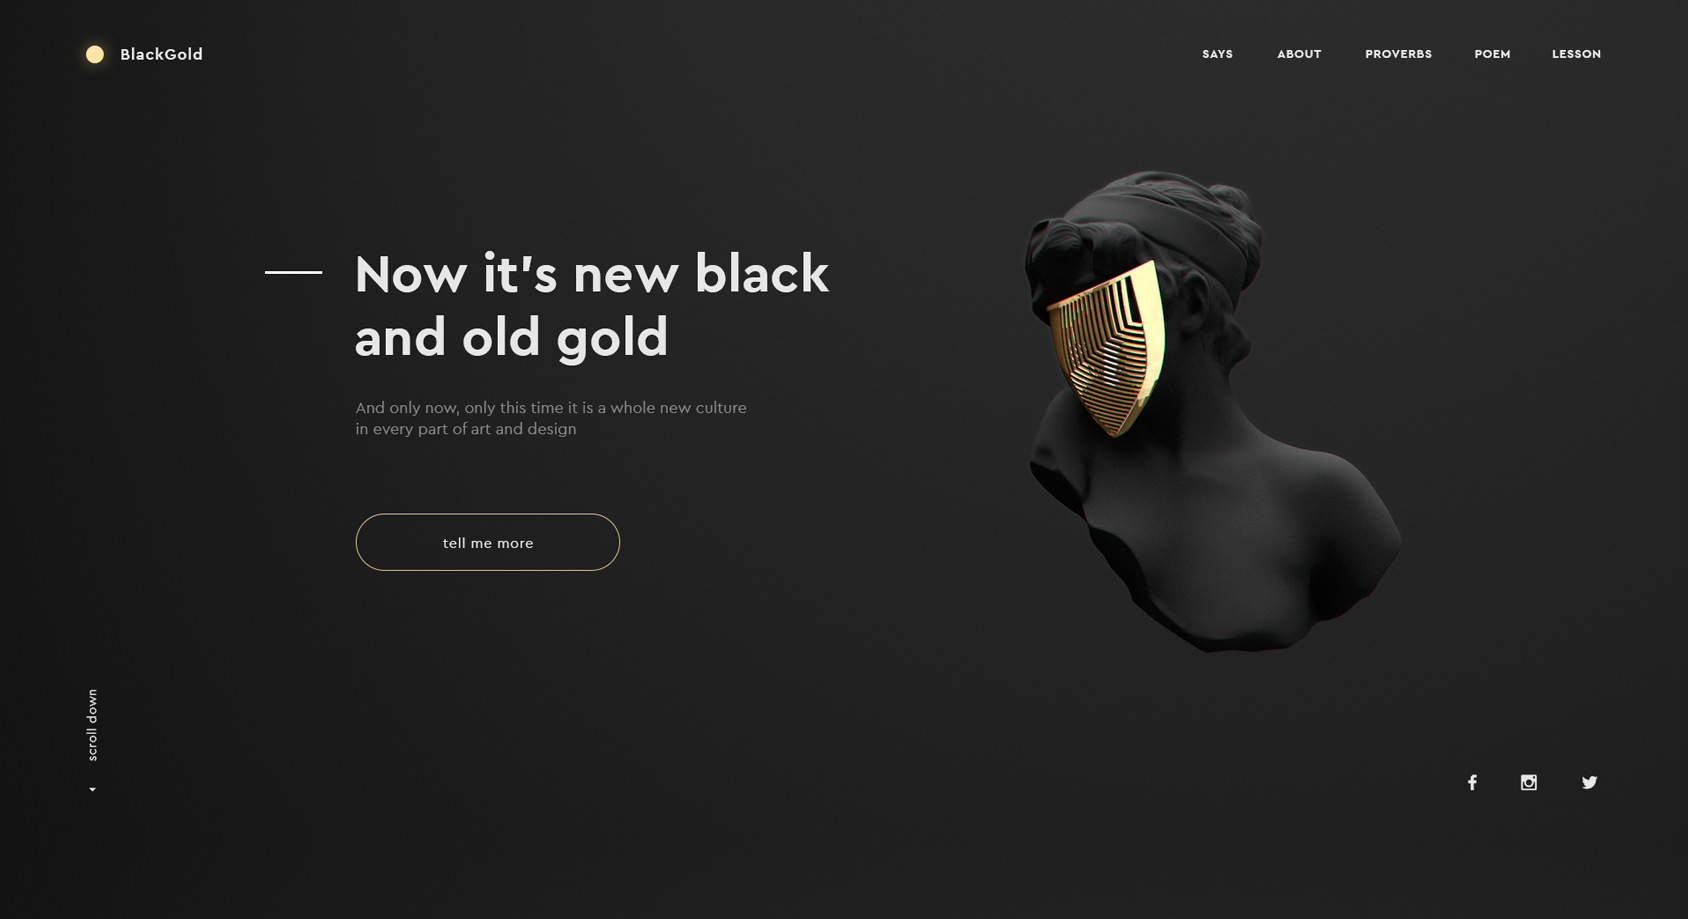 BlackGold
SAYS ABOUT PROVERBS POEM LESSON
Now it's new black
and old gold
And only now, only this time it is a whole new culture
in every part of art and design
tell me more
scroll down